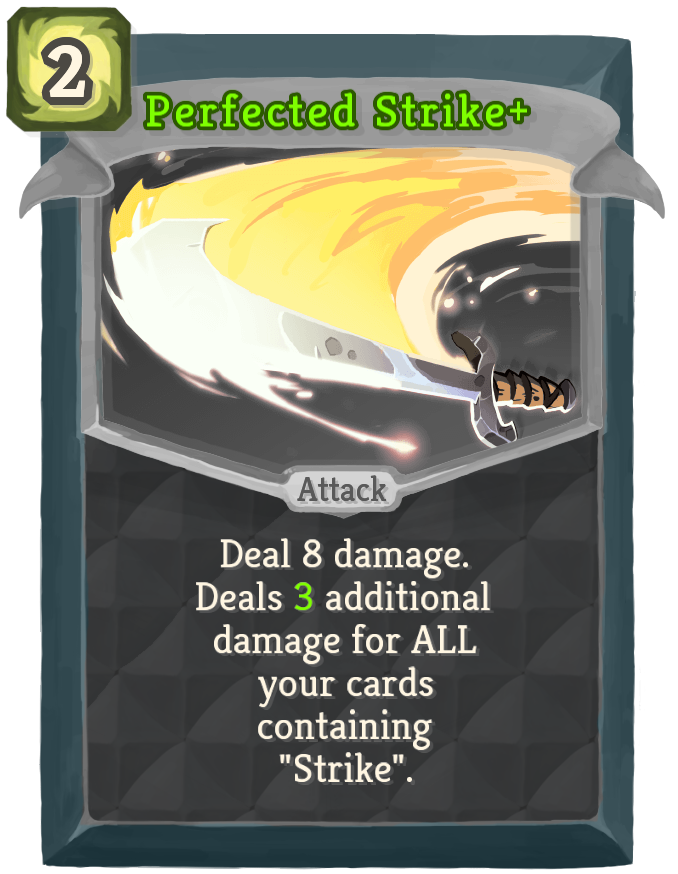 2
Perfected Strike+
Attack
Deal 8 damage.
Deals 3 additional
damage for ALL
your cards
containing
"Strike".